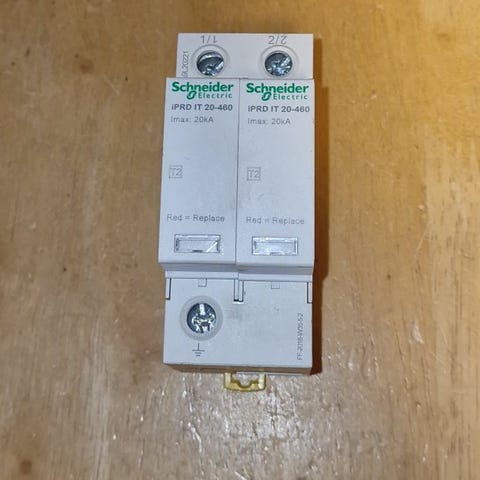 1/1
2/2
Schneider
Electric
iPRD IT 20-460
Imax: 20kA
T2
Red = Replace
Schneider
Electric
iPRD IT 20-460
Imax: 20kA
T2
Red = Replace